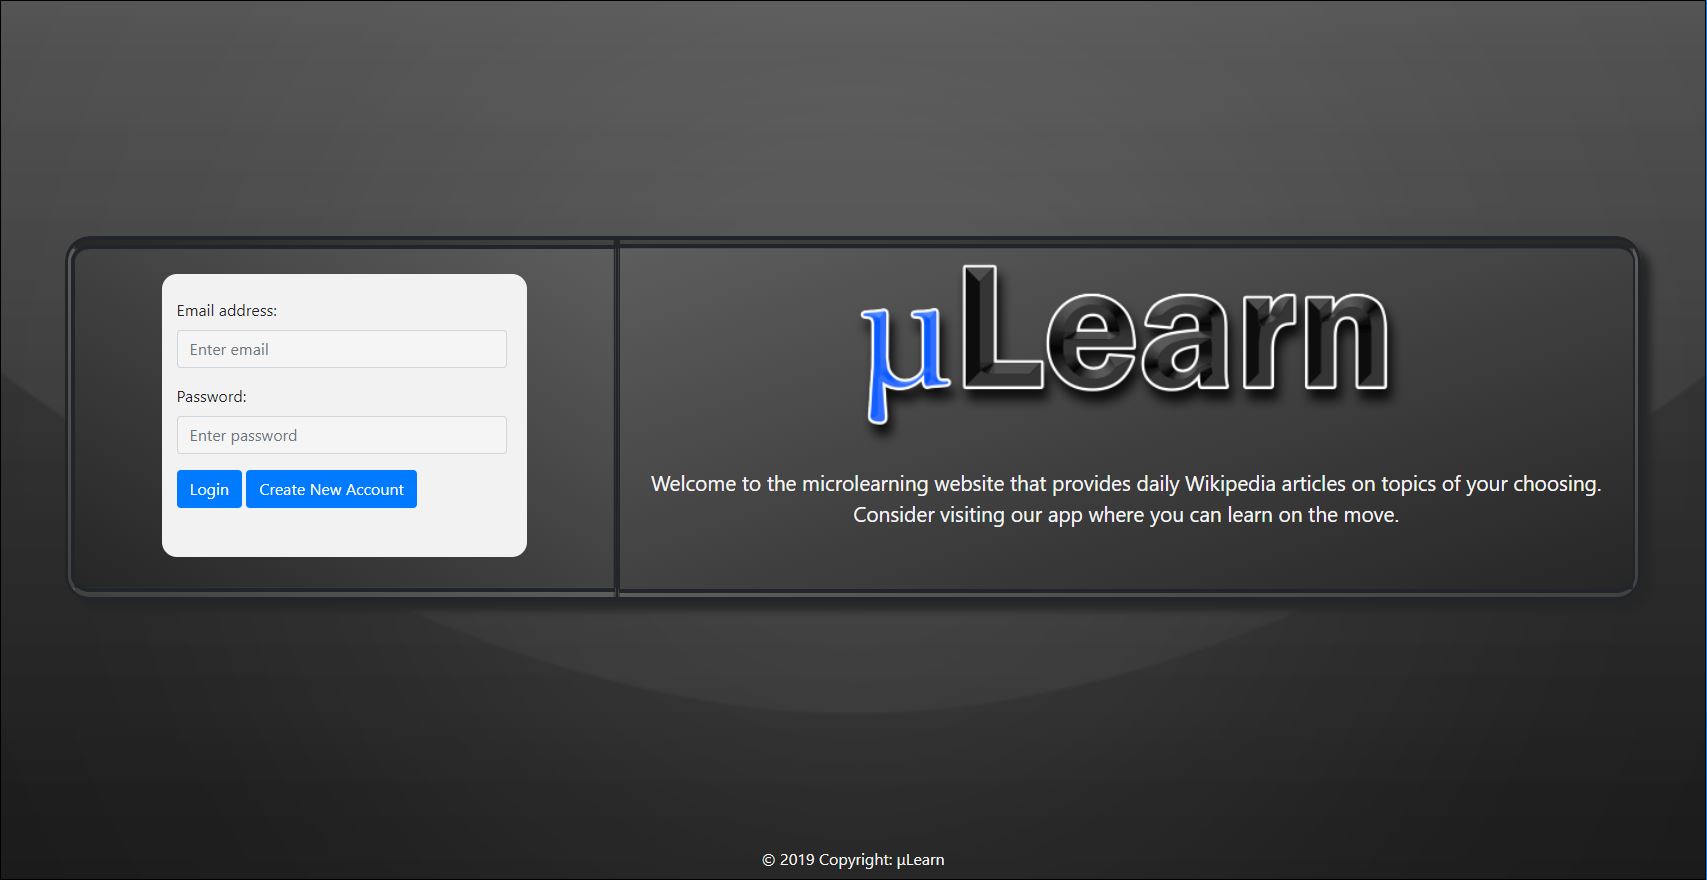 Email address:
Enter email
Password:
Enter password
Login Create New Account
µLearn
Welcome to the microlearning website that provides daily Wikipedia articles on topics of your choosing.
Consider visiting our app where you can learn on the move.
© 2019 Copyright: µLearn